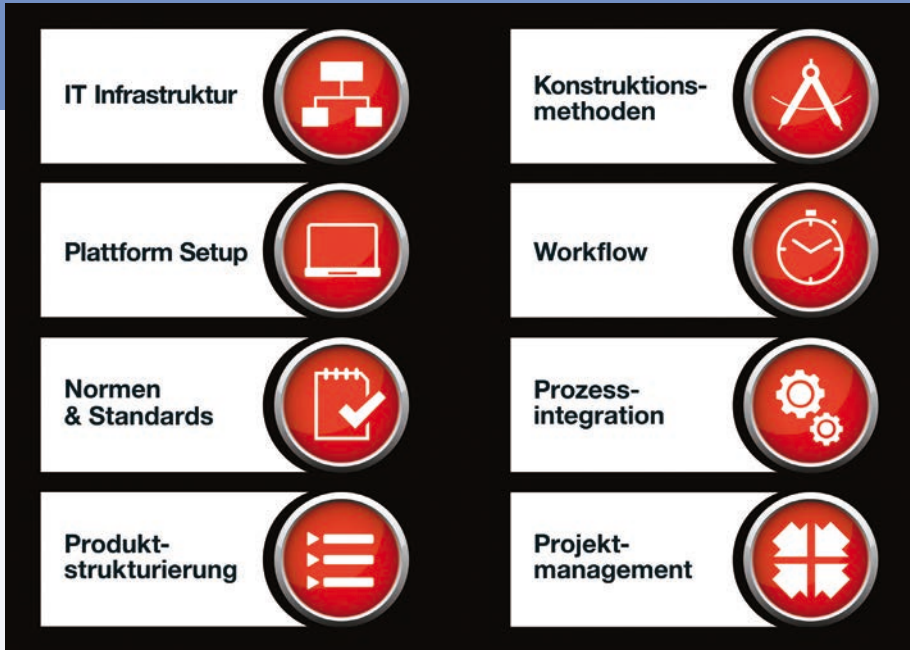 IT Infrastruktur
Plattform Setup
Normen
& Standards
Produkt-
strukturierung
Konstruktions-
methoden
Workflow
Prozess-
integration
Projekt-
management